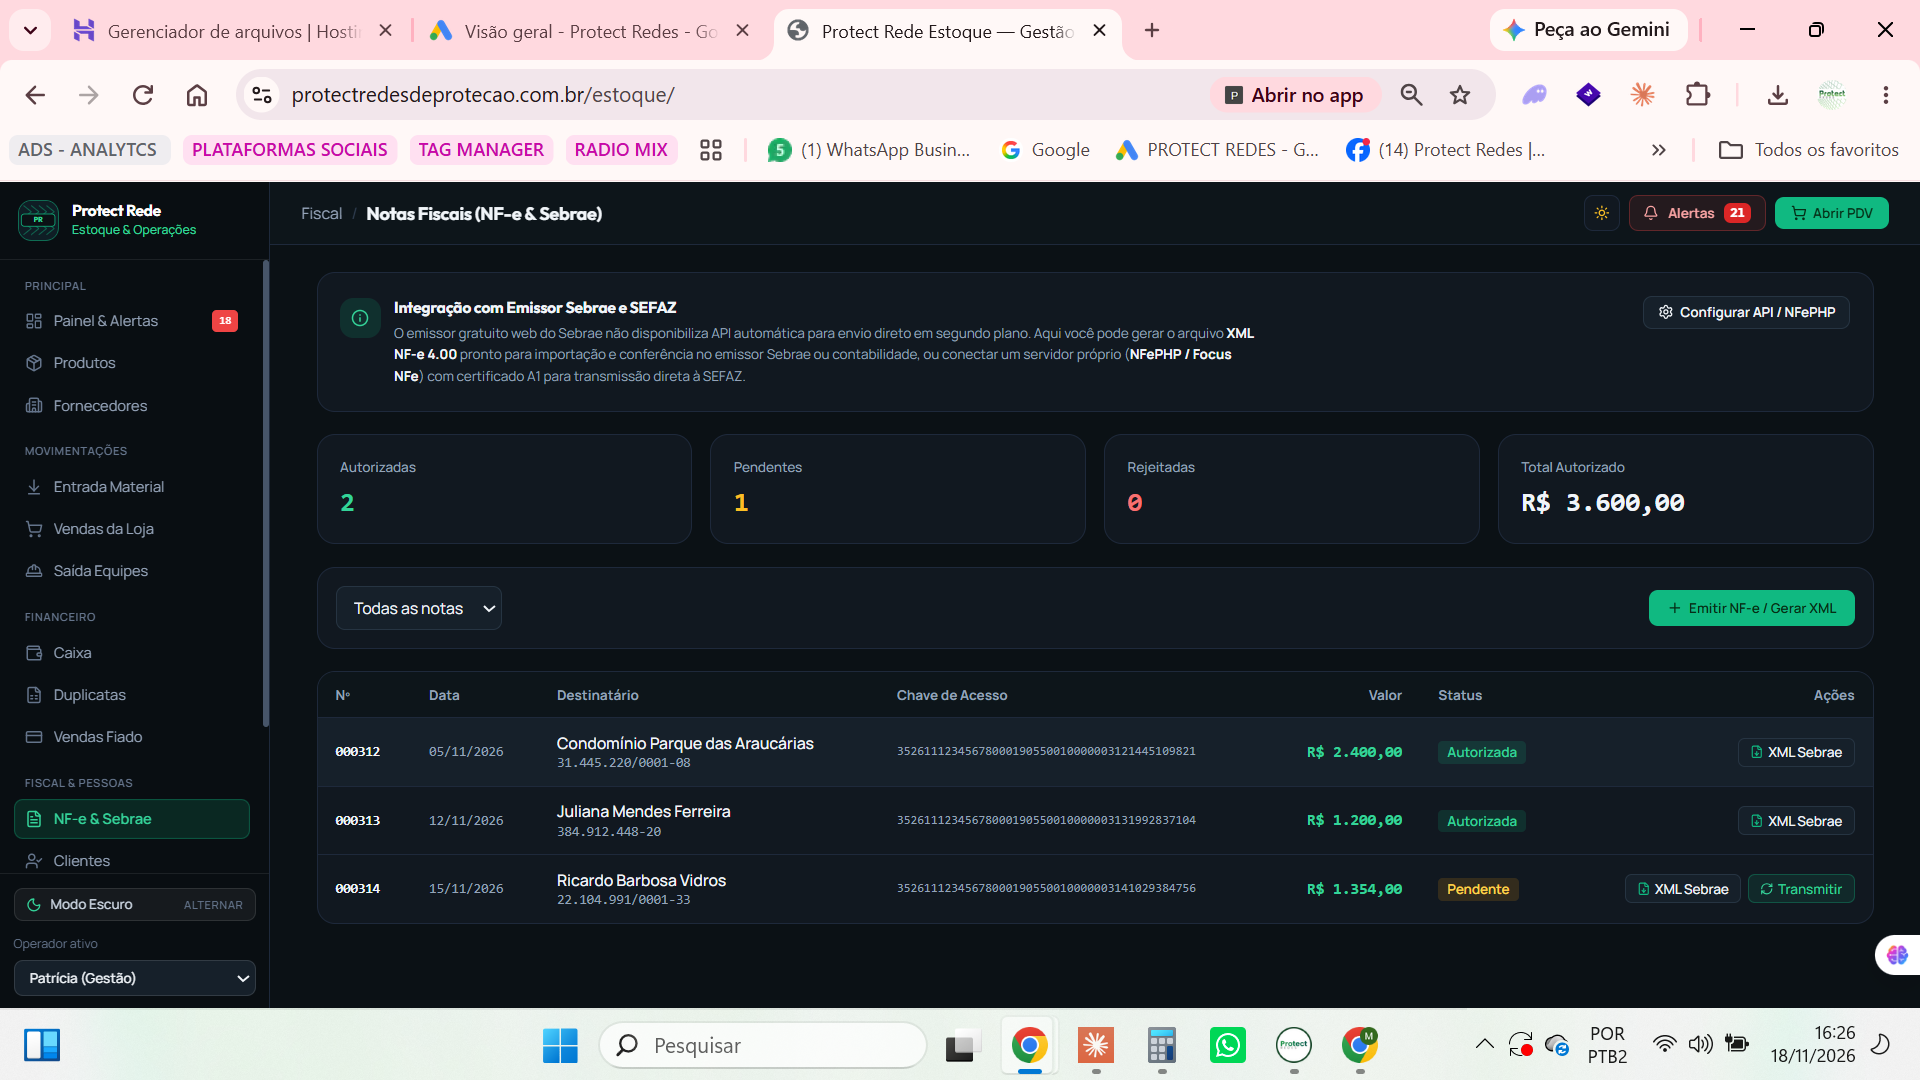 Gerenciador de arquivos | Hosti
Visão geral - Protect Redes - Go
Protect Rede Estoque — Gestão
Peça ao Gemini
protectredesdeprotecao.com.br/estoque/
P
Abrir no app
Protect
ADS - ANALYTCS
PLATAFORMAS SOCIAIS
TAG MANAGER
RADIO MIX
5
(1) WhatsApp Busin...
Google
PROTECT REDES - G...
(14) Protect Redes |...
Todos os favoritos
PR
Protect Rede
Estoque & Operações
Fiscal / Notas Fiscais (NF-e & Sebrae)
Alertas 21
Abrir PDV
PRINCIPAL
Painel & Alertas 18
Produtos
Fornecedores
MOVIMENTAÇÕES
Entrada Material
Vendas da Loja
Saída Equipes
FINANCEIRO
Caixa
Duplicatas
Vendas Fiado
FISCAL & PESSOAS
NF-e & Sebrae
Clientes
Modo Escuro ALTERNAR
Operador ativo
Patrícia (Gestão)
Integração com Emissor Sebrae e SEFAZ
O emissor gratuito web do Sebrae não disponibiliza API automática para envio direto em segundo plano. Aqui você pode gerar o arquivo XML
NF-e 4.00 pronto para importação e conferência no emissor Sebrae ou contabilidade, ou conectar um servidor próprio (NFePHP / Focus
NFe) com certificado A1 para transmissão direta à SEFAZ.
Configurar API / NFePHP
Autorizadas
2
Pendentes
1
Rejeitadas
0
Total Autorizado
R$ 3.600,00
Todas as notas
+ Emitir NF-e / Gerar XML
Nº Data Destinatário Chave de Acesso Valor Status Ações
000312 05/11/2026 Condomínio Parque das Araucárias 35261112345678000190550010000003121445109821 R$ 2.400,00 Autorizada XML Sebrae
31.445.220/0001-08
000313 12/11/2026 Juliana Mendes Ferreira 35261112345678000190550010000003131992837104 R$ 1.200,00 Autorizada XML Sebrae
384.912.448-20
000314 15/11/2026 Ricardo Barbosa Vidros 35261112345678000190550010000003141029384756 R$ 1.354,00 Pendente XML Sebrae Transmitir
22.104.991/0001-33
Pesquisar
Protect
M
POR
PTB2
16:26
18/11/2026